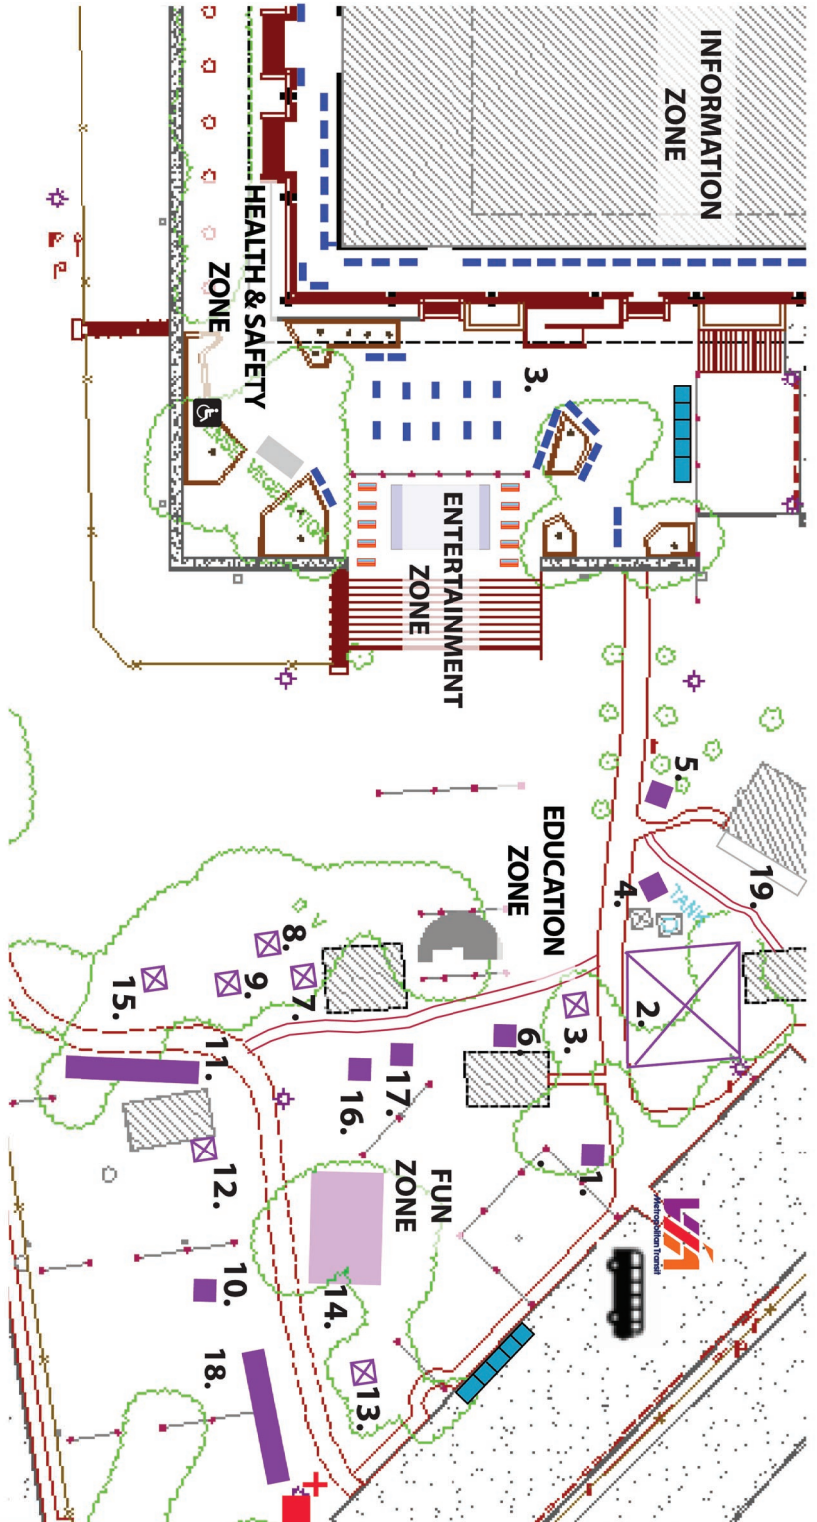 INFORMATION
ZONE
HEALTH & SAFETY
ZONE
3.
VEGETATION
ENTERTAINMENT
ZONE
5.
19.
4.
TANK
EDUCATION
ZONE
2.
3.
8.
7.
9.
15.
6.
11.
17.
16.
1.
12.
FUN
ZONE
Metropolitan Transit
10.
14.
18.
13.